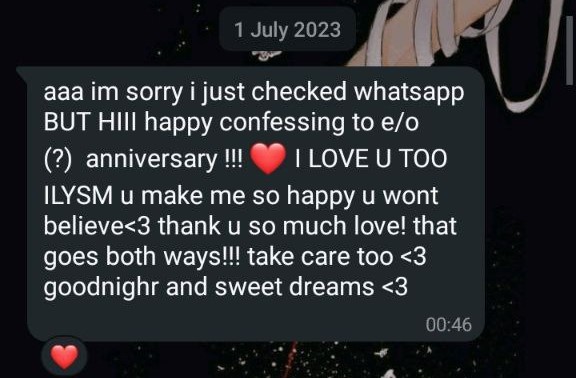 1 July 2023
aaa im sorry i just checked whatsapp
BUT HIII happy confessing to e/o
(?)  anniversary !!! ❤️ I LOVE U TOO
ILYSM u make me so happy u wont
believe<3 thank u so much love! that
goes both ways!!! take care too <3
goodnighr and sweet dreams <3
00:46
❤️